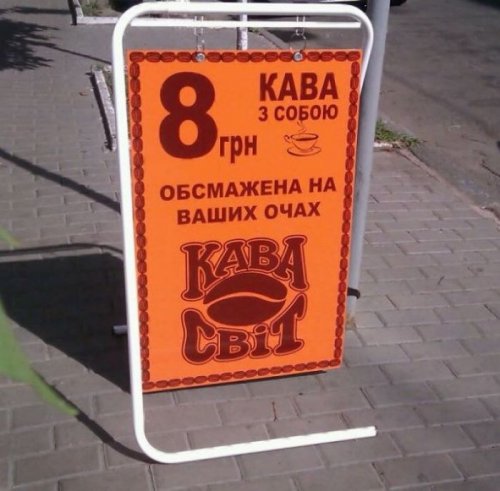 8 грн
КАВА
З СОБОЮ
ОБСМАЖЕНА НА
ВАШИХ ОЧАХ
КАВА
СВіТ